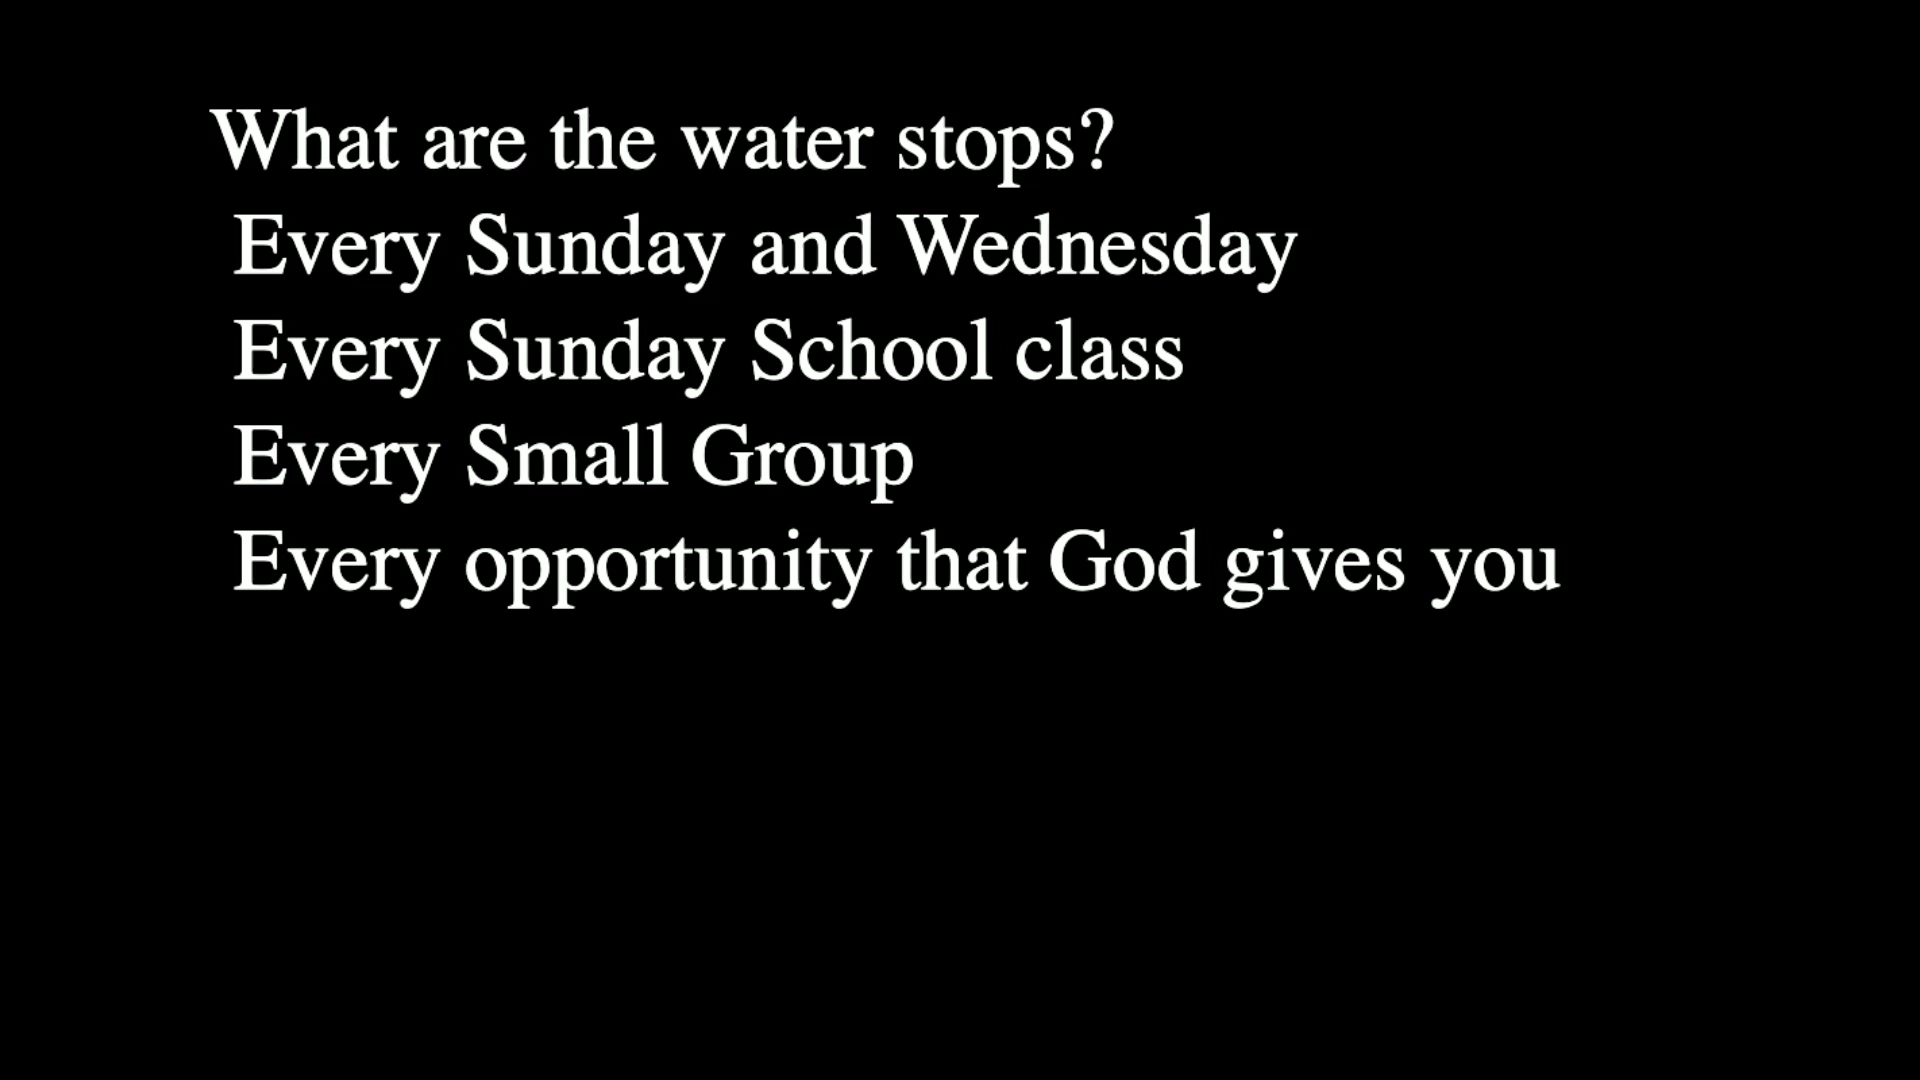 What are the water stops?
Every Sunday and Wednesday
Every Sunday School class
Every Small Group
Every opportunity that God gives you